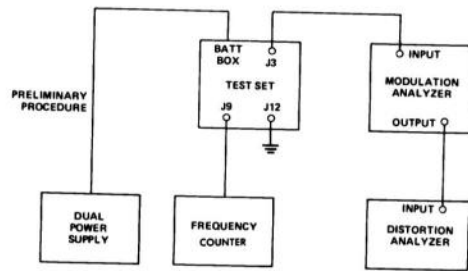 BATT
BOX
J3
TEST SET
J9
J12
PRELIMINARY
PROCEDURE
INPUT
MODULATION
ANALYZER
OUTPUT
DUAL
POWER
SUPPLY
FREQUENCY
COUNTER
INPUT
DISTORTION
ANALYZER